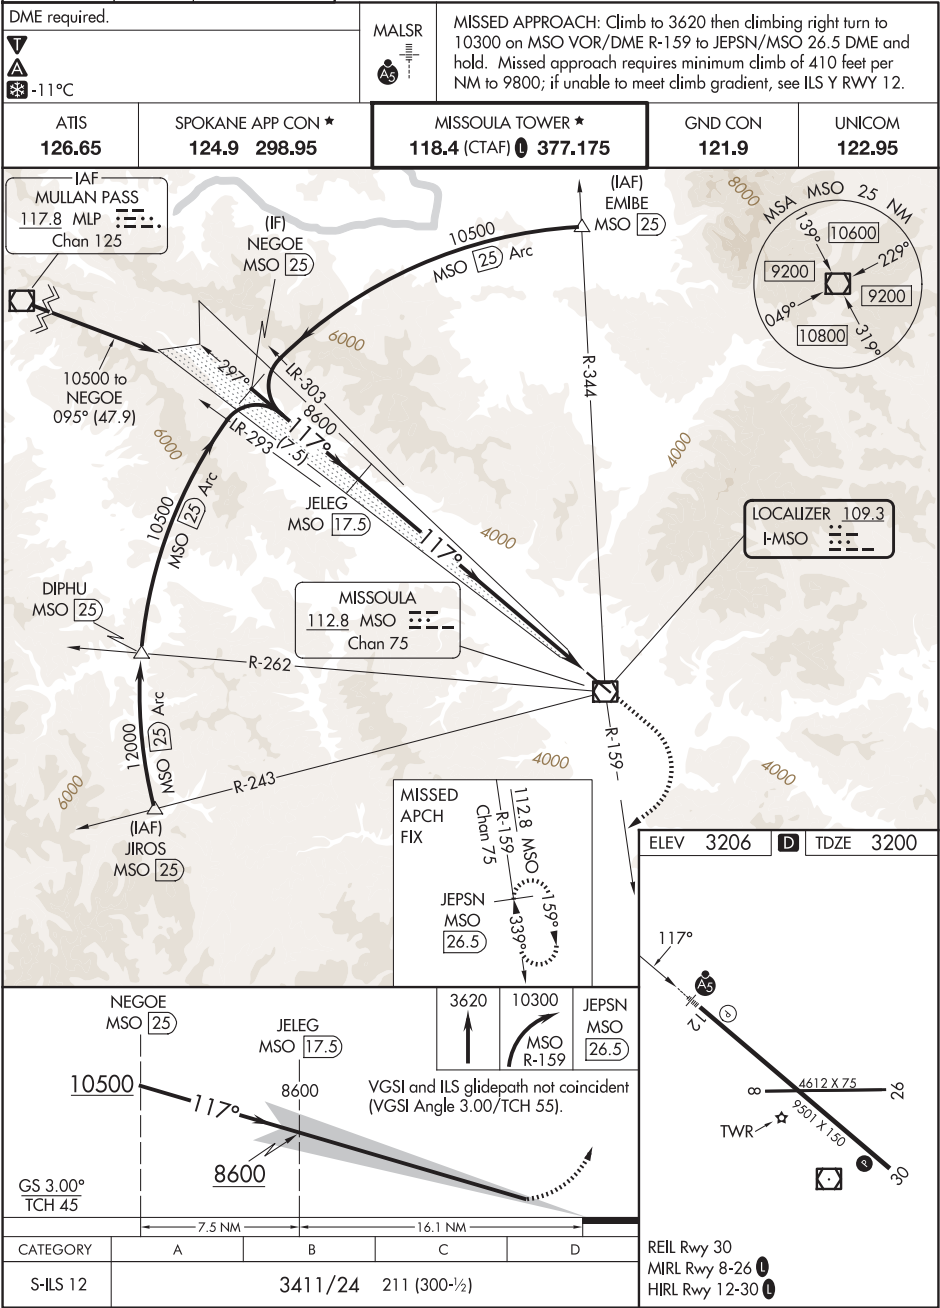 DME required.
T
A
-11°C
MALSR
A5
MISSED APPROACH: Climb to 3620 then climbing right turn to
10300 on MSO VOR/DME R-159 to JEPSN/MSO 26.5 DME and
hold. Missed approach requires minimum climb of 410 feet per
NM to 9800; if unable to meet climb gradient, see ILS Y RWY 12.
ATIS
126.65
SPOKANE APP CON ★
124.9 298.95
MISSOULA TOWER ★
118.4 (CTAF) L 377.175
GND CON
121.9
UNICOM
122.95
IAF
MULLAN PASS
117.8 MLP
Chan 125
(IF)
NEGOE
MSO 25
10500
MSO 25 Arc
(IAF)
EMIBE
MSO 25
8000
MSA MSO 25 NM
139°
10600
229°
9200
9200
049°
10800
319°
6000
10500 to
NEGOE
095° (47.9)
297°
LR-303
8600
R-344
6000
LR-293
(7.5)
117°
4000
10500
MSO 25 Arc
JELEG
MSO 17.5
117°
4000
LOCALIZER 109.3
I-MSO
DIPHU
MSO 25
MISSOULA
112.8 MSO
Chan 75
R-262
12000
MSO 25 Arc
R-243
R-159
4000
4000
6000
(IAF)
JIROS
MSO 25
MISSED
APCH
FIX
112.8 MSO
R-159
Chan 75
JEPSN
MSO
26.5
159°
339°
ELEV 3206
D
TDZE 3200
117°
A5
P
12
8
4612 X 75
26
9501 X 150
TWR
P
30
REIL Rwy 30
MIRL Rwy 8-26 L
HIRL Rwy 12-30 L
NEGOE
MSO 25
JELEG
MSO 17.5
3620
10300
MSO
R-159
JEPSN
MSO
26.5
10500
117°
8600
8600
VGSI and ILS glidepath not coincident
(VGSI Angle 3.00/TCH 55).
GS 3.00°
TCH 45
7.5 NM
16.1 NM
CATEGORY A B C D
S-ILS 12 3411/24 211 (300-½)